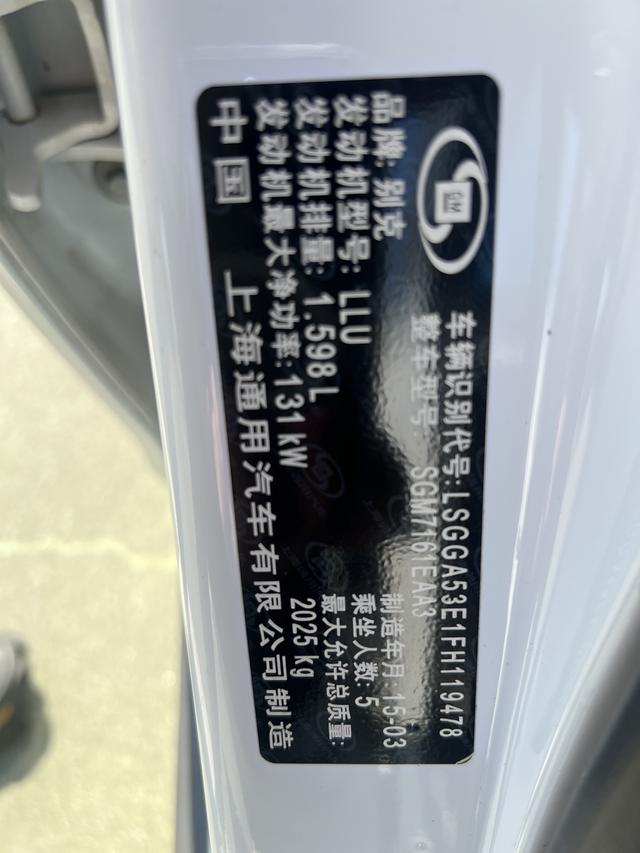 GM
车辆识别代号:LSGGA53E1FH119478
整车型号: SGM7161EAA3
品牌: 别克
制造年月: 15-03
发动机型号: LLU
乘坐人数: 5
发动机排量: 1.598L
最大允许总质量:
发动机最大净功率:131kW
2025kg
中国 上海通用汽车有限公司制造